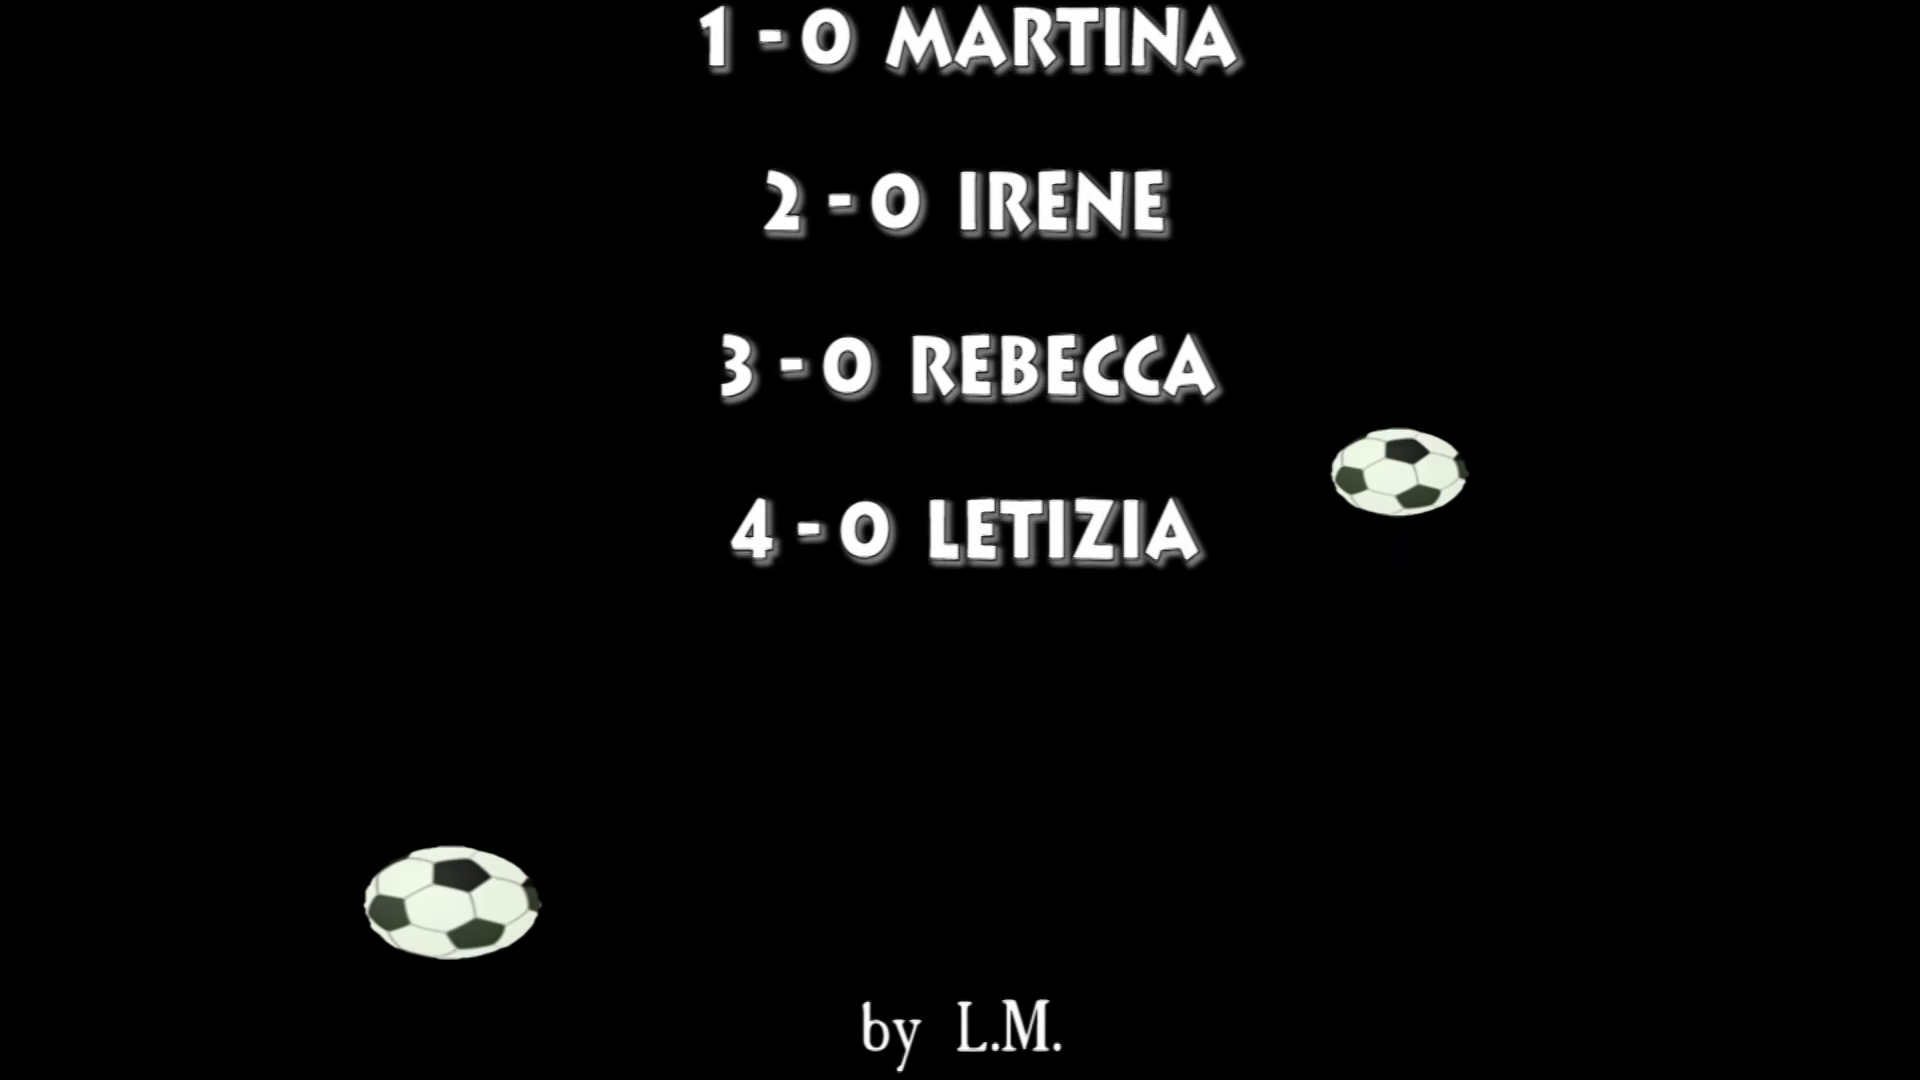 1 - 0 MARTINA
2 - 0 IRENE
3 - 0 REBECCA
4 - 0 LETIZIA
by L.M.